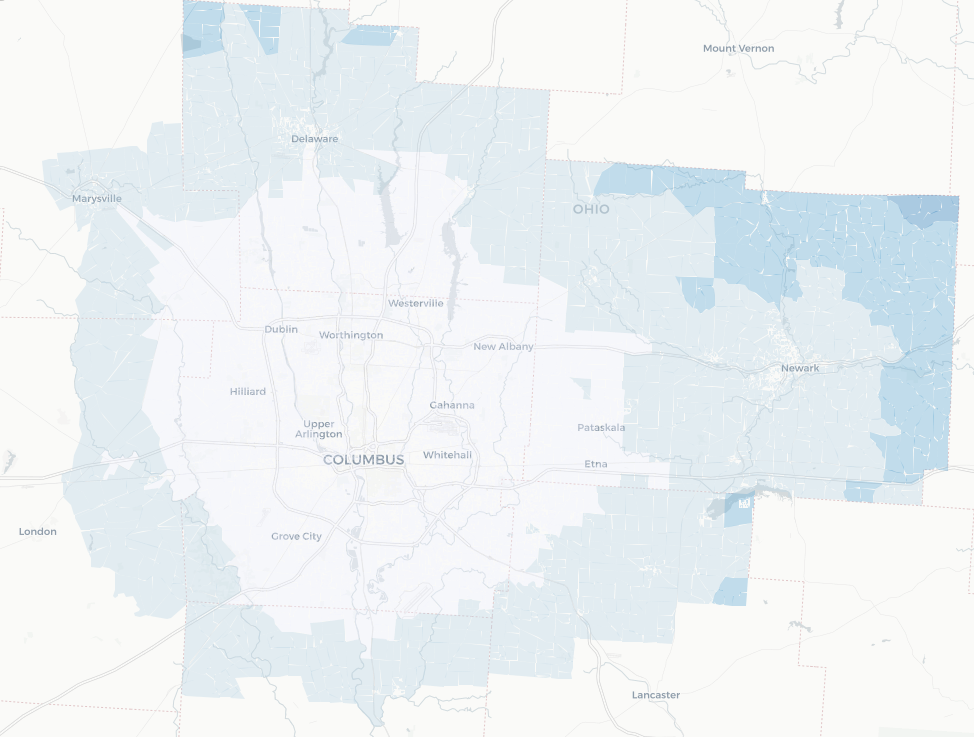 Mount Vernon
Delaware
Marysville
OHIO
Westerville
Dublin
Worthington
New Albany
Newark
Hilliard
Gahanna
Upper
Arlington
Pataskala
COLUMBUS
Whitehall
Etna
London
Grove City
Lancaster